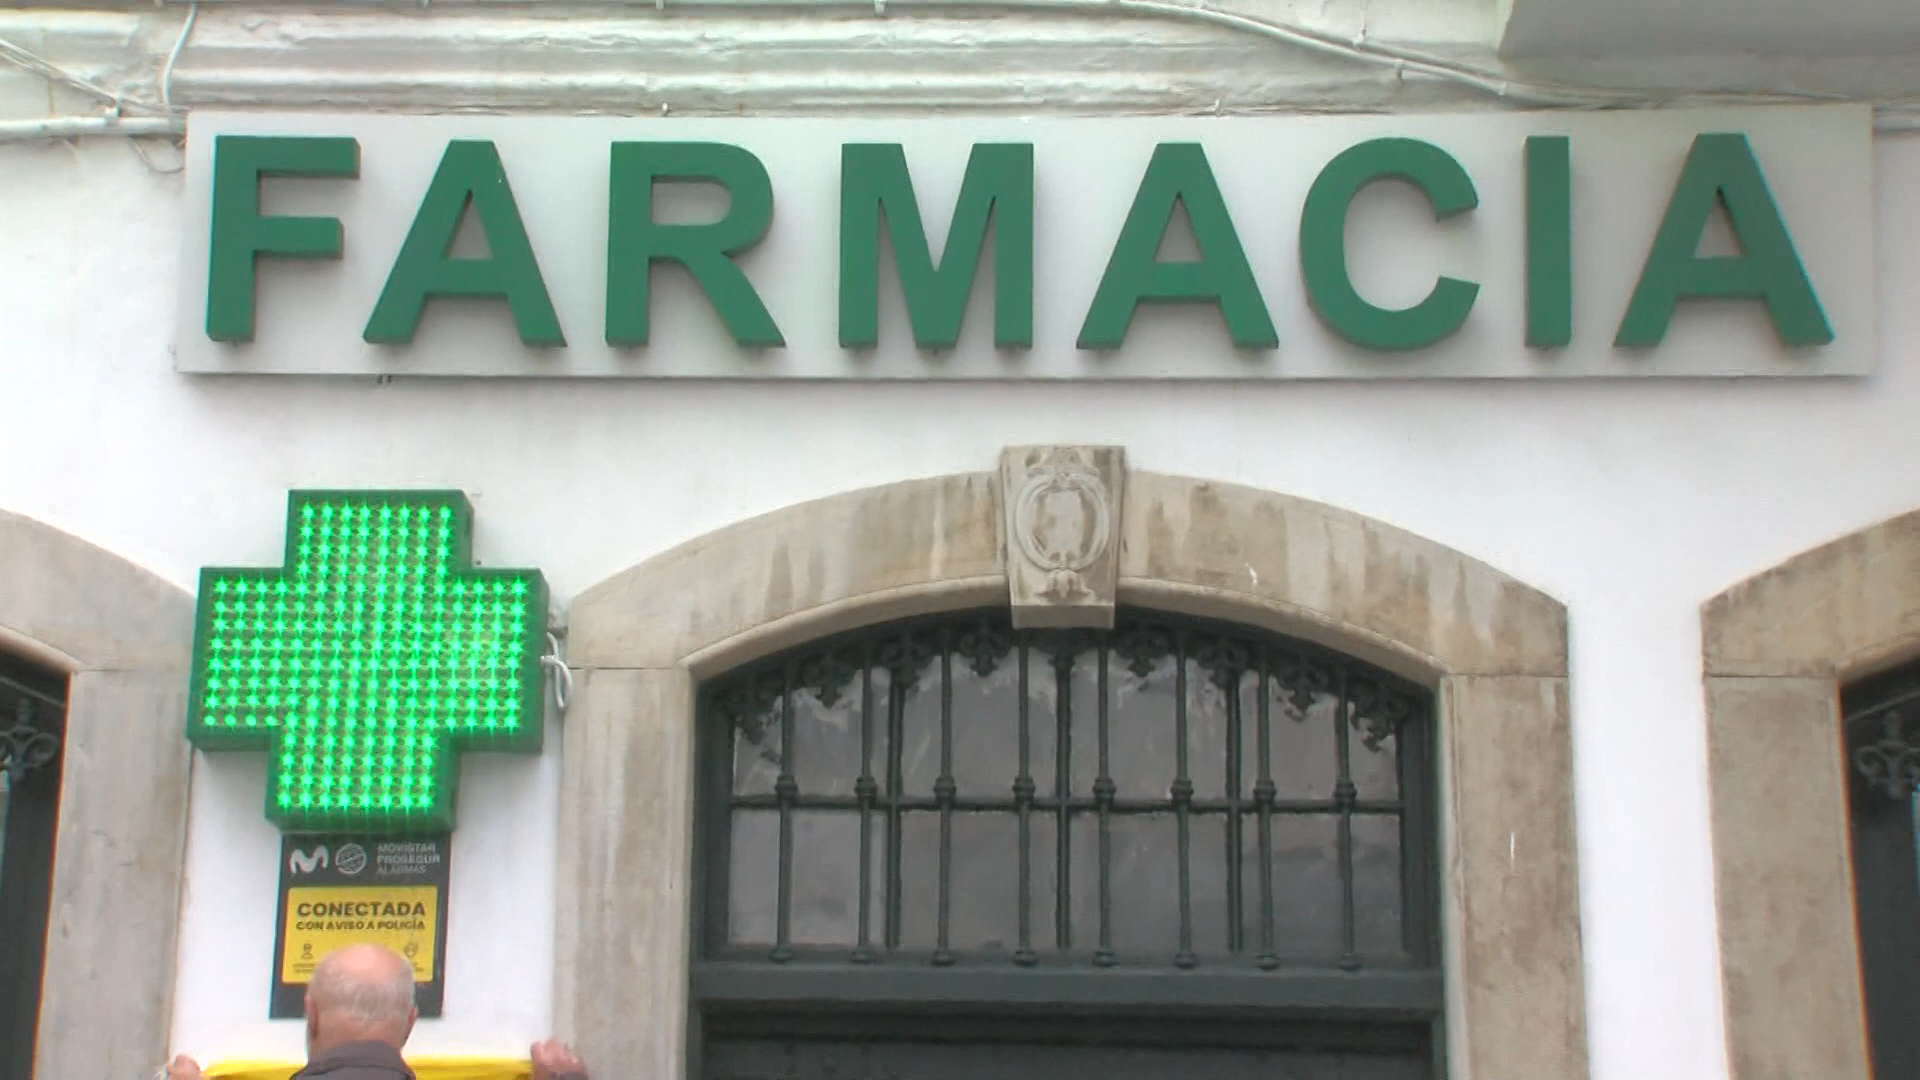 FARMACIA
MOVISTAR
PROSEGUR
ALARMAS
CONECTADA
CON AVISO A POLICÍA